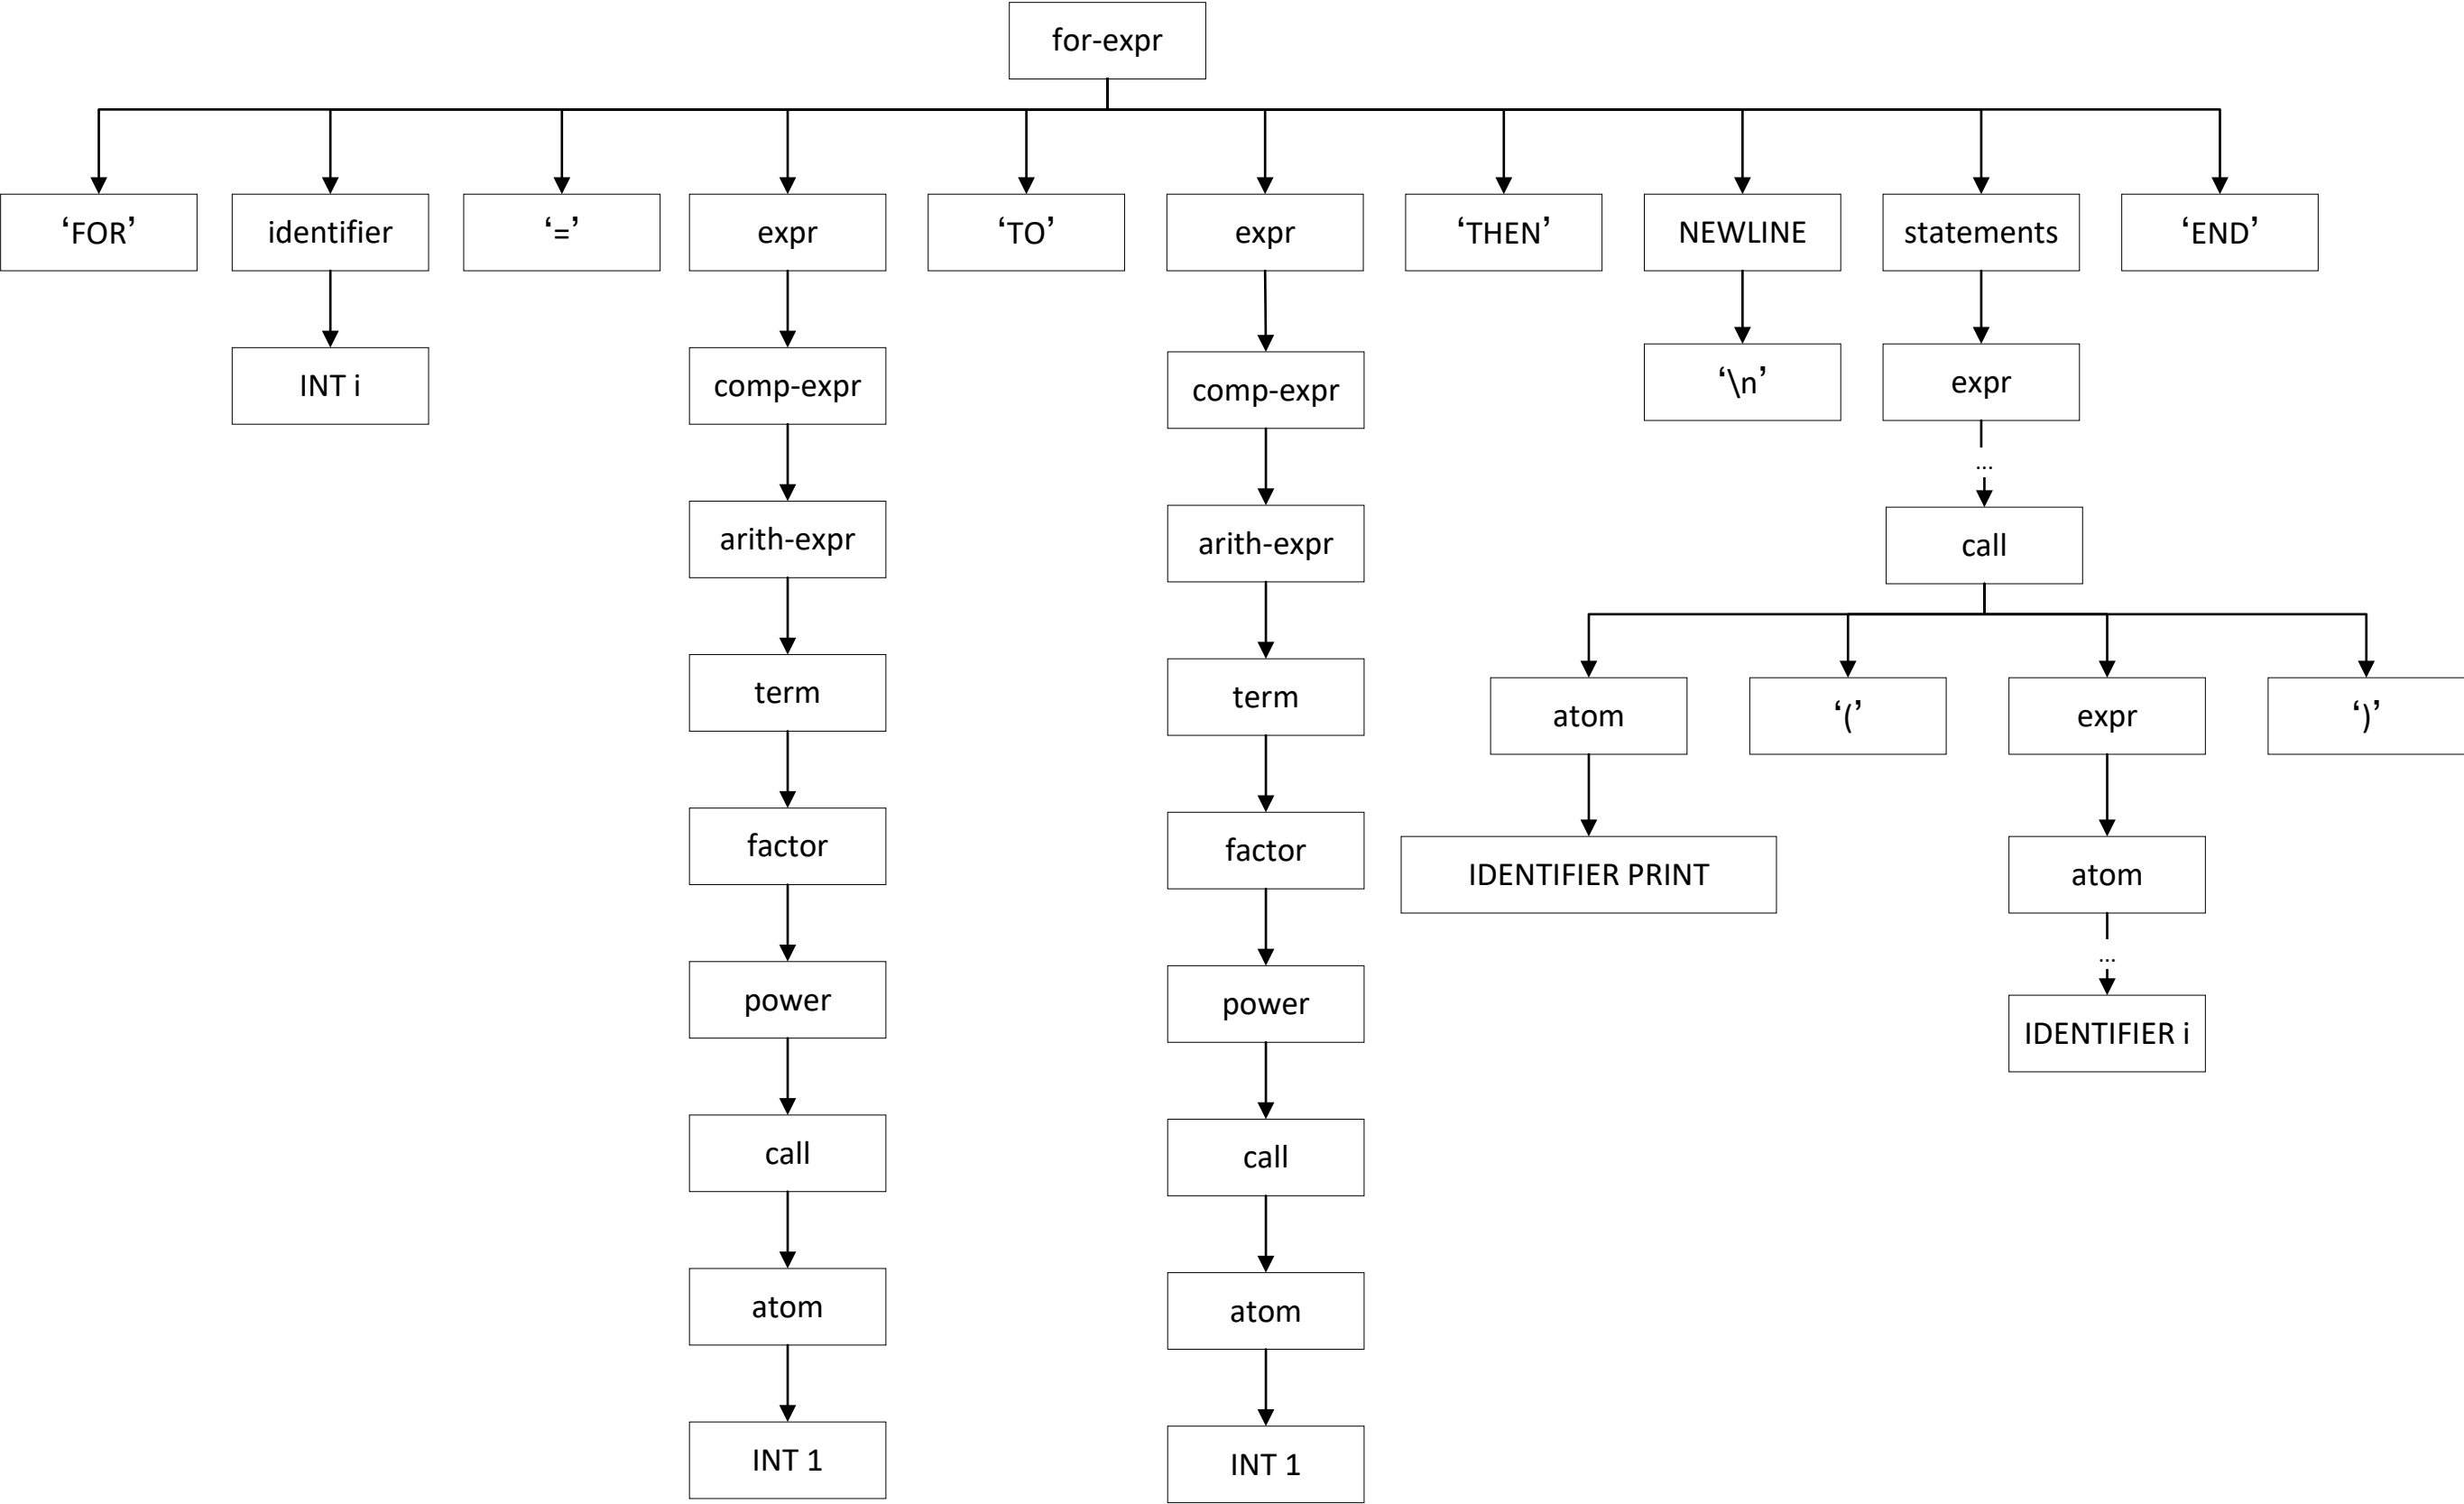 for-expr
‘FOR’
identifier
‘=’
expr
‘TO’
expr
‘THEN’
NEWLINE
statements
‘END’
INT i
comp-expr
comp-expr
‘\n’
expr
...
arith-expr
arith-expr
call
term
term
atom
‘(’
expr
‘)’
factor
factor
IDENTIFIER PRINT
atom
...
power
power
IDENTIFIER i
call
call
atom
atom
INT 1
INT 1